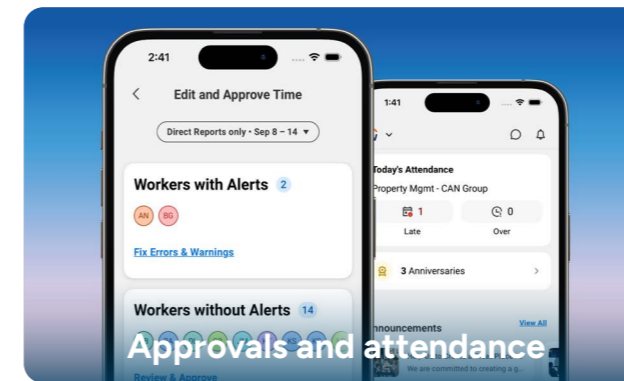 2:41
Edit and Approve Time
Direct Reports only • Sep 8 – 14
Workers with Alerts 2
AN BG
Fix Errors & Warnings
Workers without Alerts 14
Review & Approve
1:41
Today's Attendance
Property Mgmt - CAN Group
1
Late
0
Over
3 Anniversaries
View All
We are committed to creating a g...
Approvals and attendance